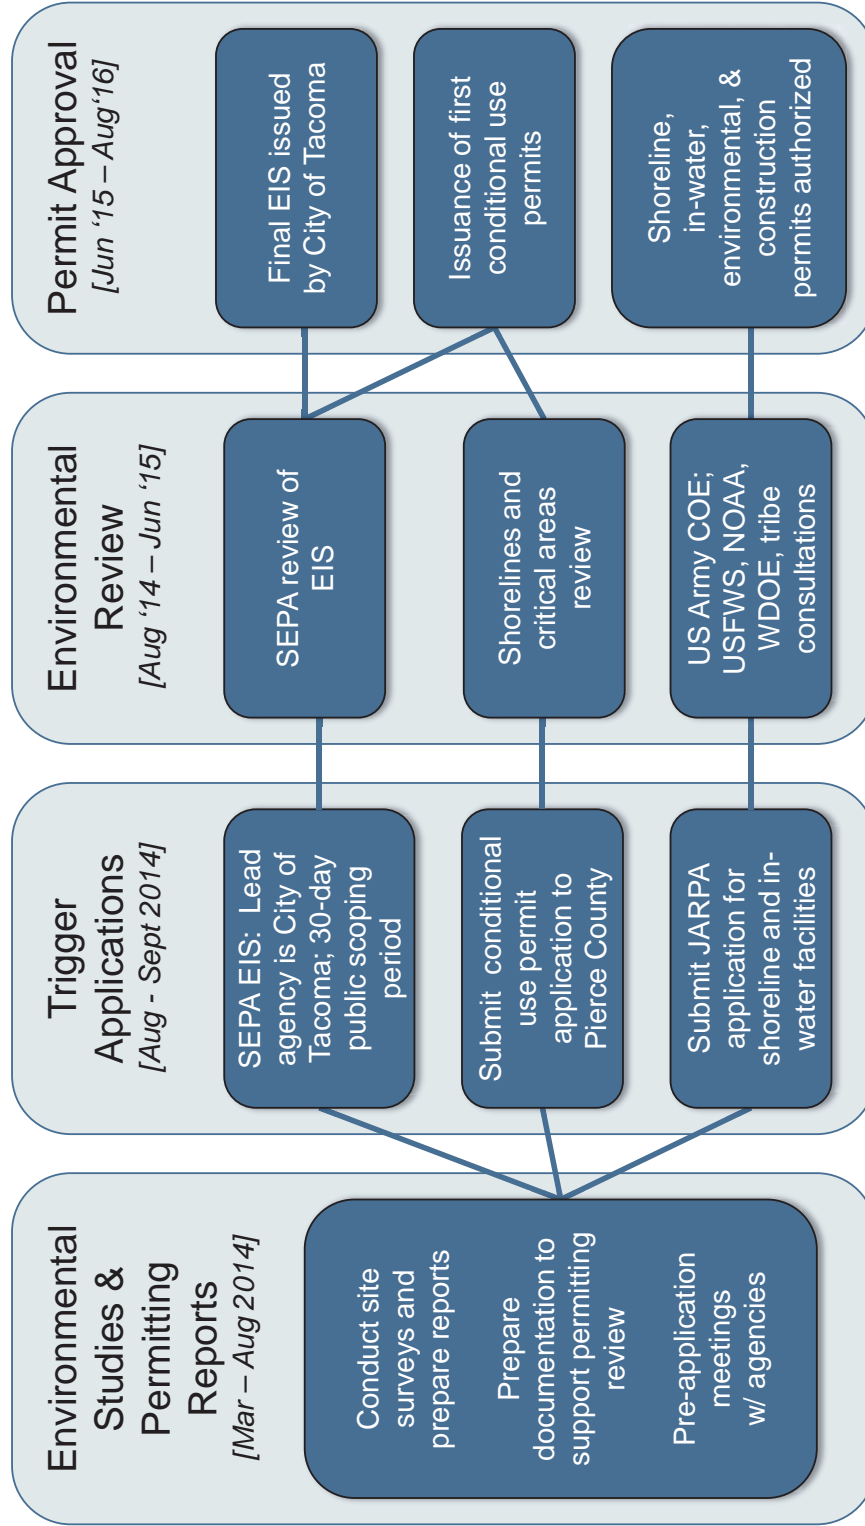 Environmental
Studies &
Permitting
Reports
[Mar – Aug 2014]
Conduct site
surveys and
prepare reports
Prepare
documentation to
support permitting
review
Pre-application
meetings
w/ agencies
Trigger
Applications
[Aug - Sept 2014]
SEPA EIS: Lead
agency is City of
Tacoma; 30-day
public scoping
period
Submit conditional
use permit
application to
Pierce County
Submit JARPA
application for
shoreline and in-
water facilities
Environmental
Review
[Aug ‘14 – Jun ‘15]
SEPA review of
EIS
Shorelines and
critical areas
review
US Army COE;
USFWS, NOAA,
WDOE, tribe
consultations
Permit Approval
[Jun ‘15 – Aug‘16]
Final EIS issued
by City of Tacoma
Issuance of first
conditional use
permits
Shoreline,
in-water,
environmental, &
construction
permits authorized